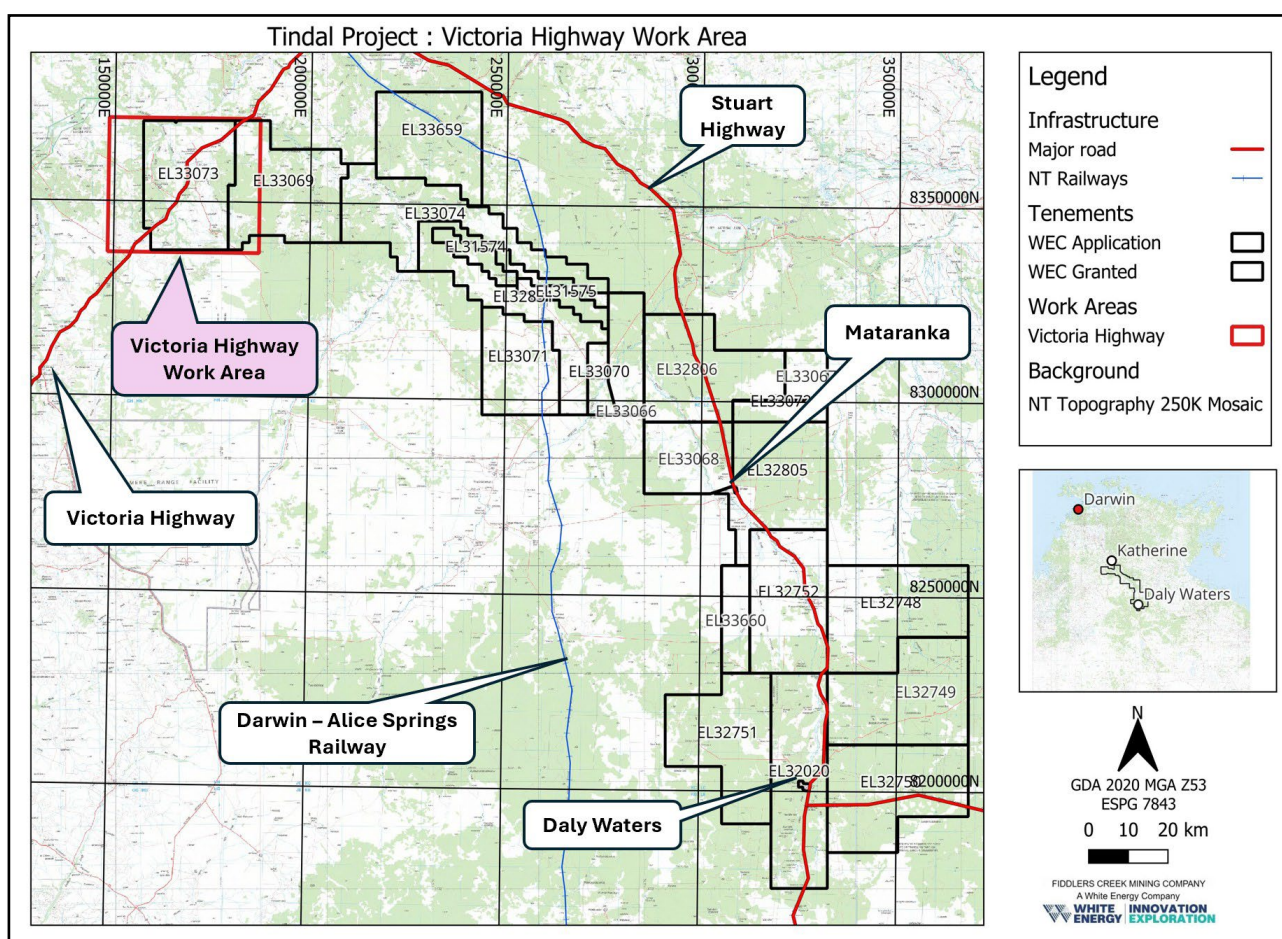 Tindal Project : Victoria Highway Work Area
150000E
200000E
250000E
350000E
8350000N
8300000N
8250000N
8200000N
EL33659
Stuart
Highway
EL33073
EL33069
EL33074
EL31574
EL31575
Victoria Highway
Work Area
Mataranka
EL33071
EL33070
EL33066
EL32806
EL33068
EL32805
Victoria Highway
EL32752
EL32748
EL33660
EL32749
Darwin – Alice Springs
Railway
EL32751
EL32020
Daly Waters
Legend
Infrastructure
Major road
NT Railways
Tenements
WEC Application
WEC Granted
Work Areas
Victoria Highway
Background
NT Topography 250K Mosaic
Darwin
Katherine
Daly Waters
N
GDA 2020 MGA Z53
ESPG 7843
0 10 20 km
FIDDLERS CREEK MINING COMPANY
A White Energy Company
WHITE ENERGY
INNOVATION EXPLORATION